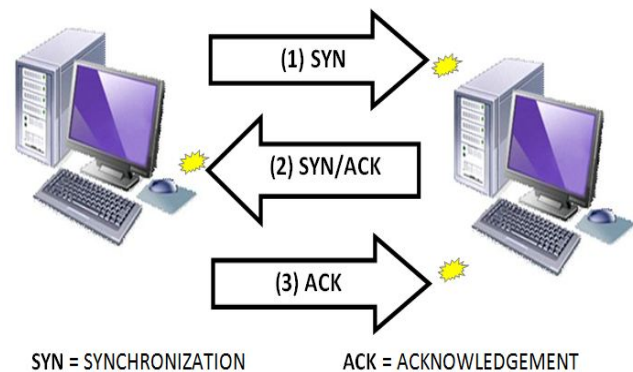 (1) SYN
(2) SYN/ACK
(3) ACK
SYN = SYNCHRONIZATION ACK = ACKNOWLEDGEMENT